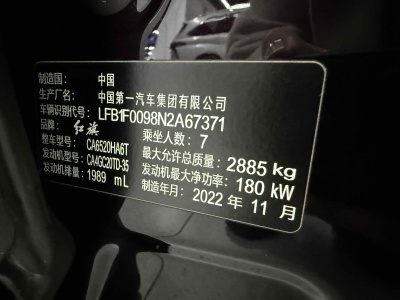 制造国：中国
生产厂名：中国第一汽车集团有限公司
车辆识别代号：LFB1F0098N2A67371
品牌：红旗 乘坐人数：7
整车型号：CA6520HA6T 最大允许总质量：2885 kg
发动机型号：CA4GC20TD-35 发动机最大净功率：180 kW
发动机排量：1989 mL 制造年月：2022 年 11 月